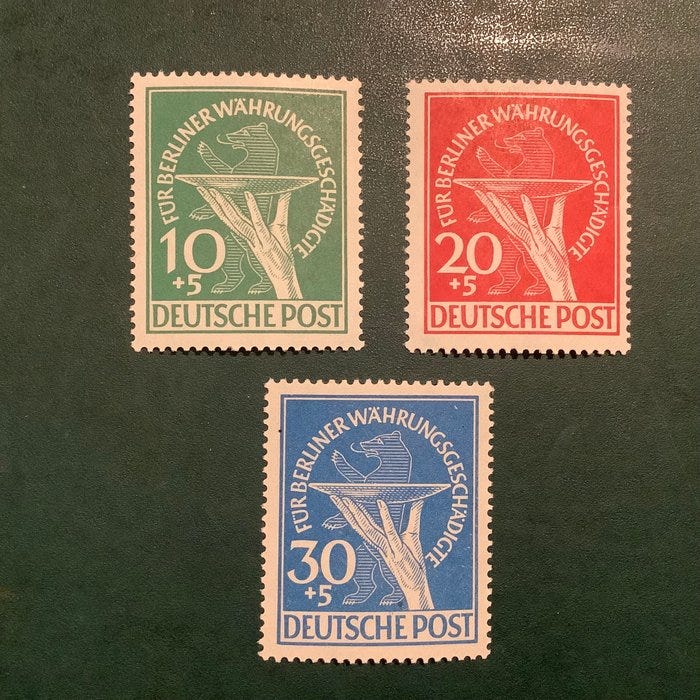 FÜR BERLINER WÄHRUNGSGESCHÄDIGTE
10
+5
DEUTSCHE POST
FÜR BERLINER WÄHRUNGSGESCHÄDIGTE
20
+5
DEUTSCHE POST
FÜR BERLINER WÄHRUNGSGESCHÄDIGTE
30
+5
DEUTSCHE POST